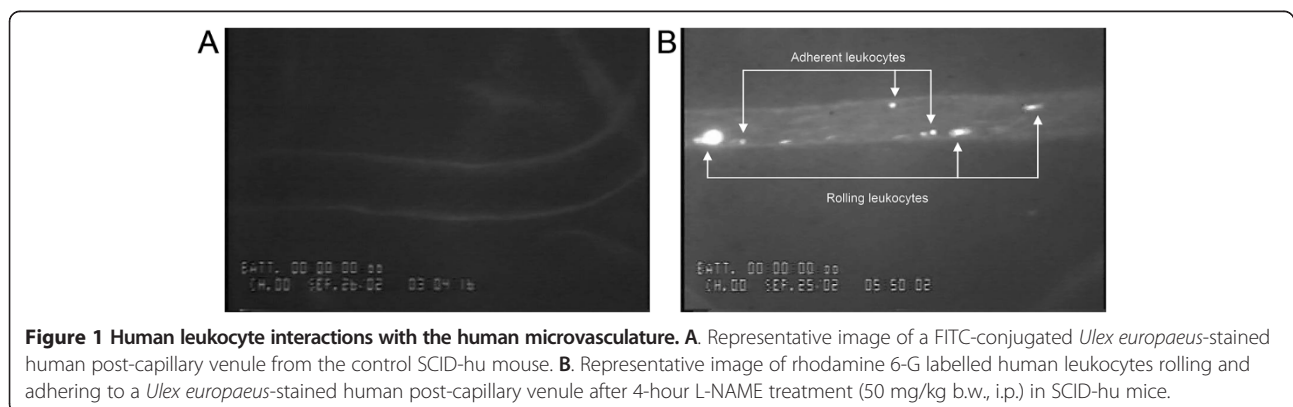 A
B
Adherent leukocytes
Rolling leukocytes
BATT. 00:00:00 00
CH.00 SEP.26.02 03:04 16
BATT. 00:00:00 00
CH.00 SEP.25.02 05:50 02
Figure 1 Human leukocyte interactions with the human microvasculature. A. Representative image of a FITC-conjugated Ulex europaeus-stained
human post-capillary venule from the control SCID-hu mouse. B. Representative image of rhodamine 6-G labelled human leukocytes rolling and
adhering to a Ulex europaeus-stained human post-capillary venule after 4-hour L-NAME treatment (50 mg/kg b.w., i.p.) in SCID-hu mice.